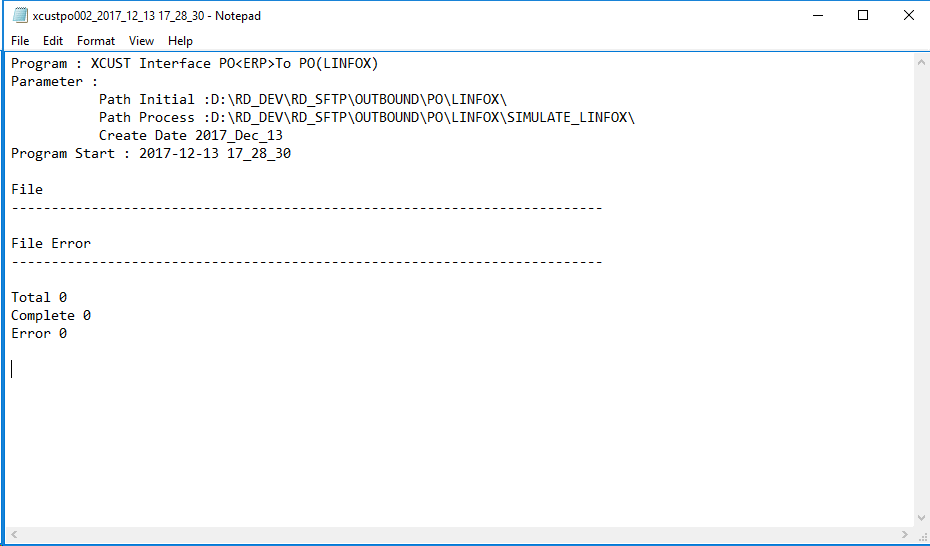 xcustpo002_2017_12_13 17_28_30 - Notepad
File Edit Format View Help
Program : XCUST Interface PO<ERP>To PO(LINFOX)
Parameter :
Path Initial :D:\RD_DEV\RD_SFTP\OUTBOUND\PO\LINFOX\
Path Process :D:\RD_DEV\RD_SFTP\OUTBOUND\PO\LINFOX\SIMULATE_LINFOX\
Create Date 2017_Dec_13
Program Start : 2017-12-13 17_28_30
File
--------------------------------------------------------------------------
File Error
--------------------------------------------------------------------------
Total 0
Complete 0
Error 0